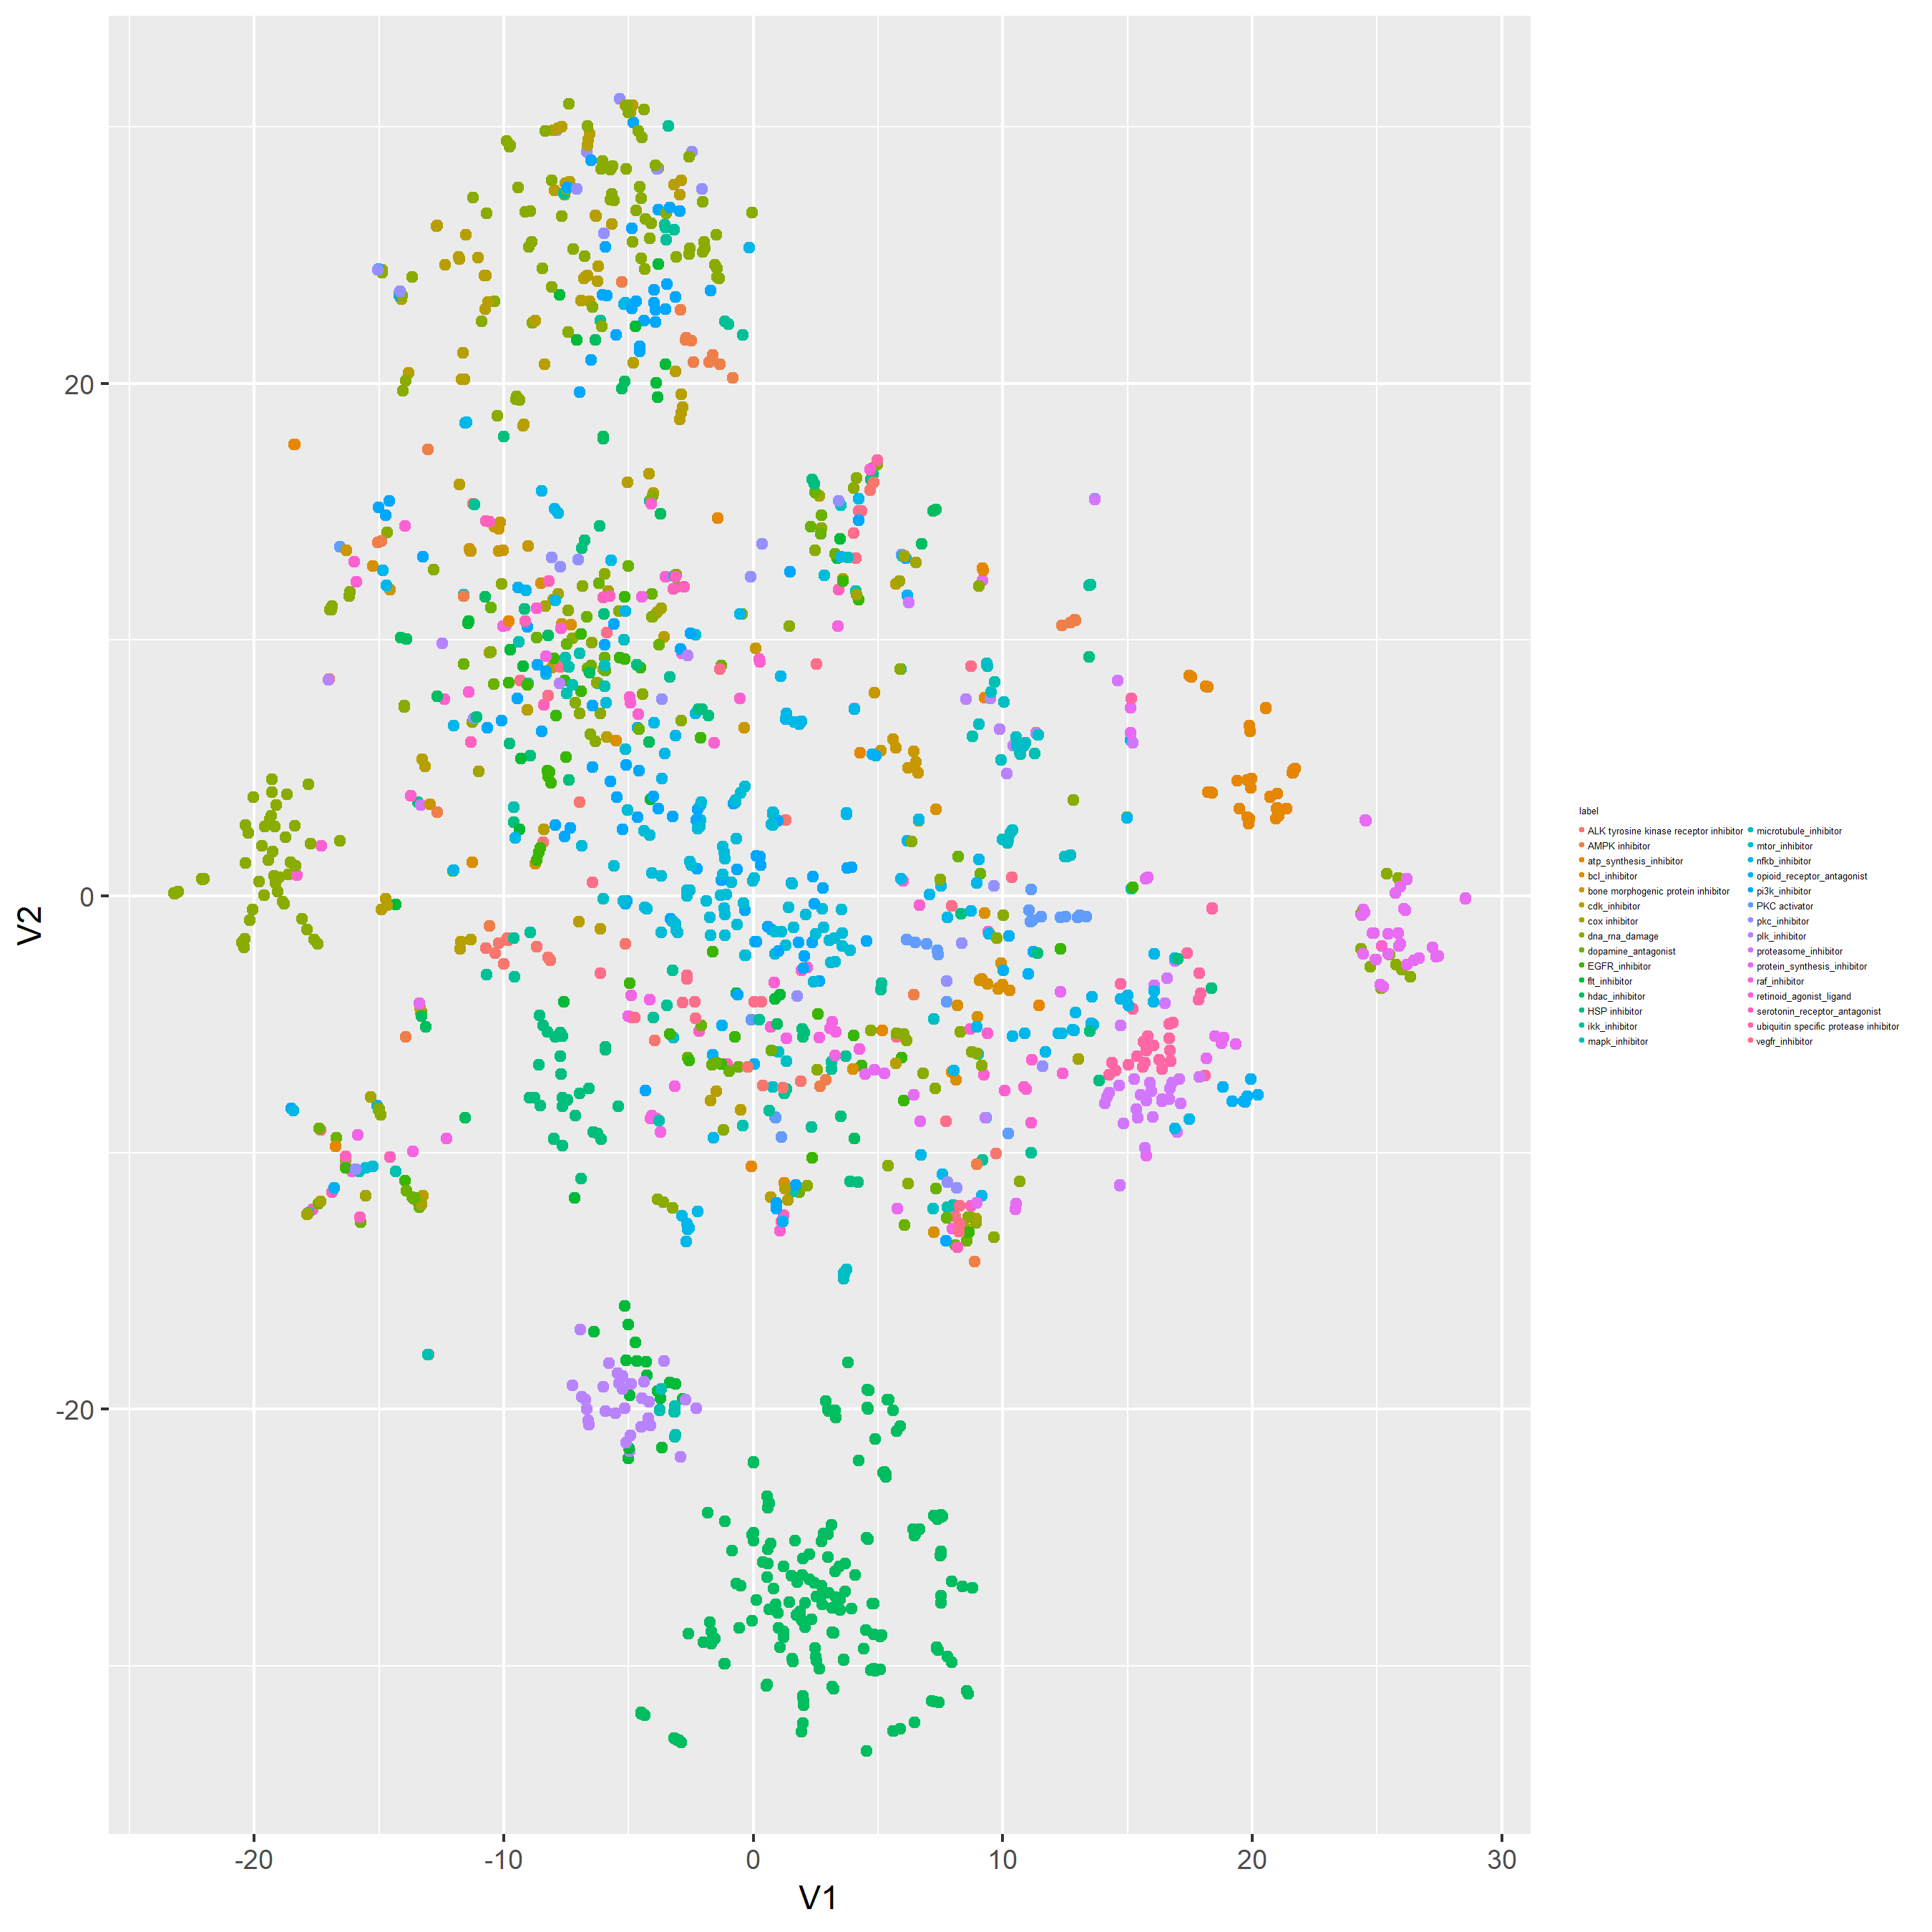 20
0
-20
V2
-20
-10
0
10
20
30
V1
label
ALK tyrosine kinase receptor inhibitor
AMPK inhibitor
atp_synthesis_inhibitor
bcl_inhibitor
bone morphogenic protein inhibitor
cdk_inhibitor
cox inhibitor
dna_rna_damage
dopamine_antagonist
EGFR_inhibitor
flt_inhibitor
hdac_inhibitor
HSP inhibitor
ikk_inhibitor
mapk_inhibitor
microtubule_inhibitor
mtor_inhibitor
nfkb_inhibitor
opioid_receptor_antagonist
pi3k_inhibitor
PKC activator
pkc_inhibitor
plk_inhibitor
proteasome_inhibitor
protein_synthesis_inhibitor
raf_inhibitor
retinoid_agonist_ligand
serotonin_receptor_antagonist
ubiquitin specific protease inhibitor
vegfr_inhibitor